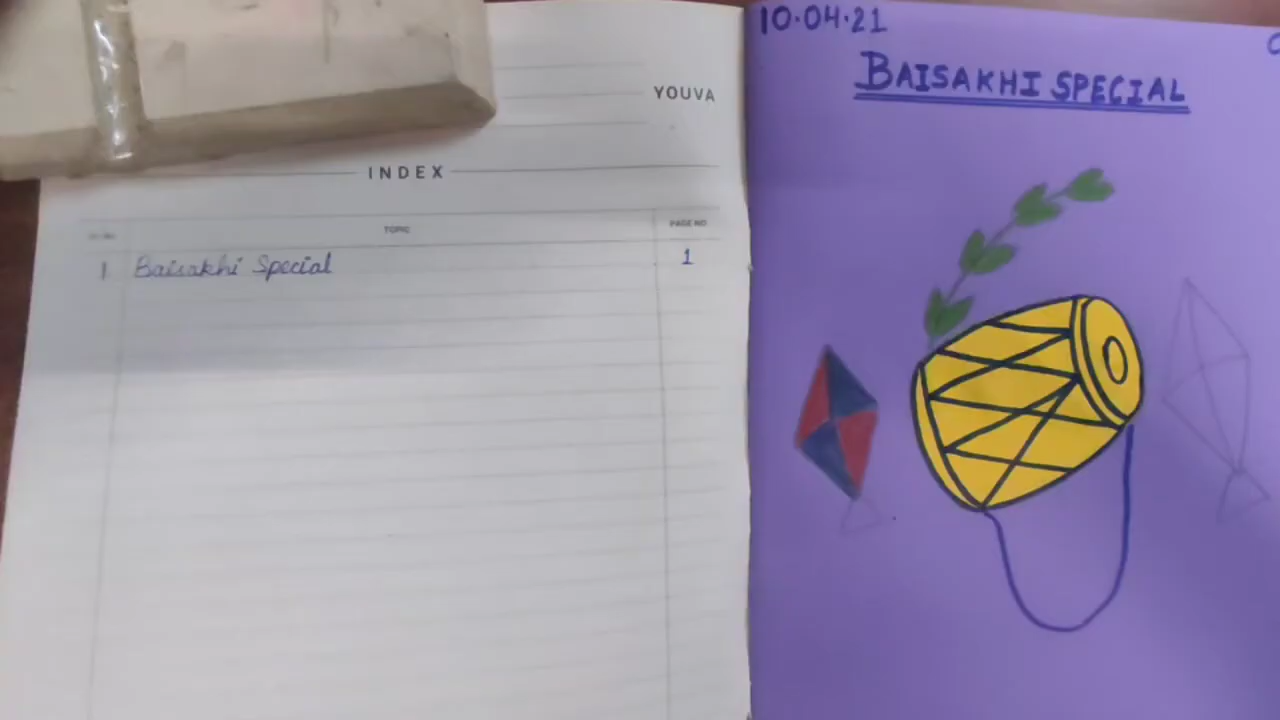 YOUVA
INDEX
TOPIC PAGE NO
1 Baisakhi Special 1
10.04.21
BAISAKHI SPECIAL